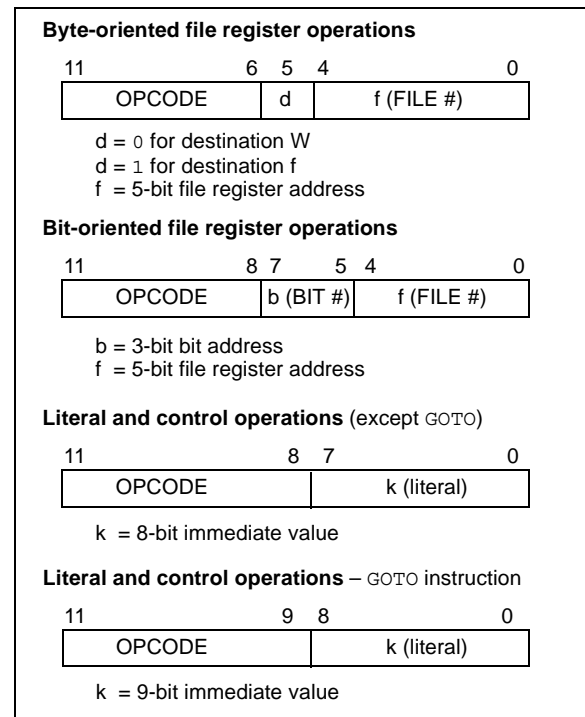 Byte-oriented file register operations
11 6 5 4 0
OPCODE d f (FILE #)
d = 0 for destination W
d = 1 for destination f
f = 5-bit file register address
Bit-oriented file register operations
11 8 7 5 4 0
OPCODE b (BIT #) f (FILE #)
b = 3-bit bit address
f = 5-bit file register address
Literal and control operations (except GOTO)
11 8 7 0
OPCODE k (literal)
k = 8-bit immediate value
Literal and control operations – GOTO instruction
11 9 8 0
OPCODE k (literal)
k = 9-bit immediate value